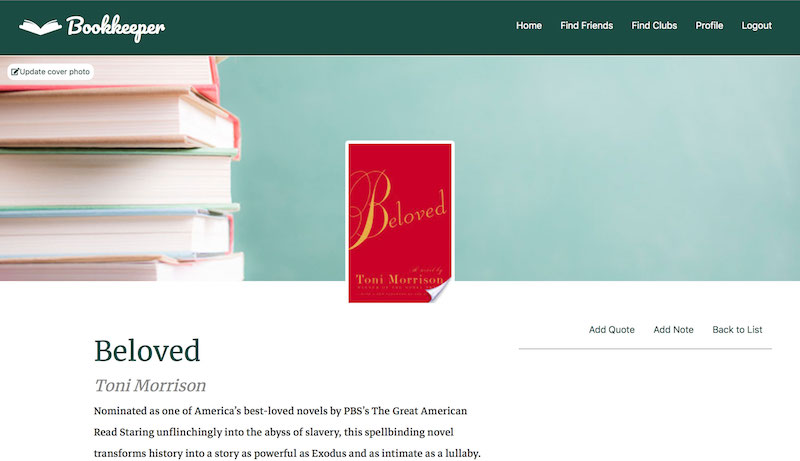 Bookkeeper
Home Find Friends Find Clubs Profile Logout
Update cover photo
Beloved
A novel by
Toni Morrison
Add Quote Add Note Back to List
Beloved
Toni Morrison
Nominated as one of America's best-loved novels by PBS's The Great American
Read Staring unflinchingly into the abyss of slavery, this spellbinding novel
transforms history into a story as powerful as Exodus and as intimate as a lullaby.